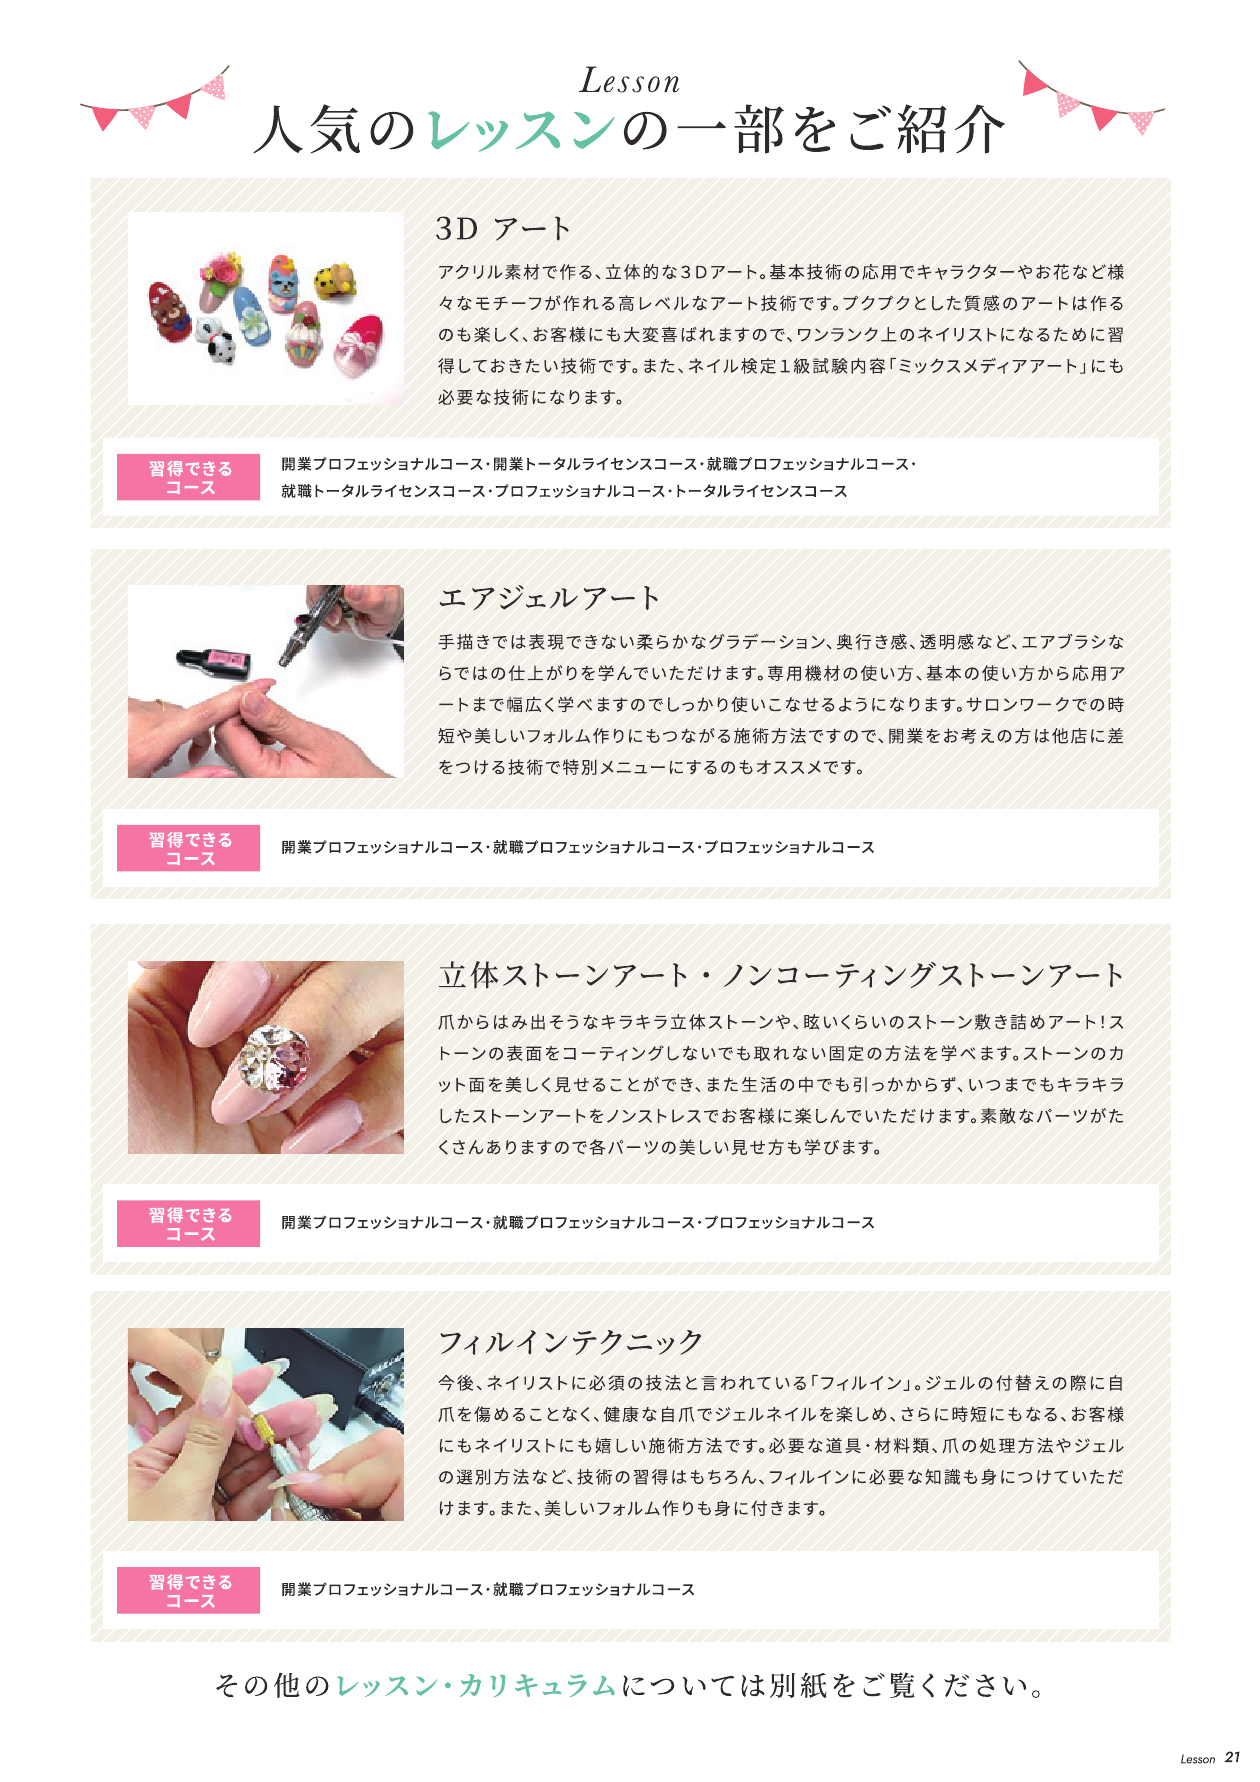 Lesson
人気のレッスンの一部をご紹介
3D アート
アクリル素材で作る、立体的な3Dアート。基本技術の応用でキャラクターやお花など様
々なモチーフが作れる高レベルなアート技術です。プクプクとした質感のアートは作る
のも楽しく、お客様にも大変喜ばれますので、ワンランク上のネイリストになるために習
得しておきたい技術です。また、ネイル検定1級試験内容「ミックスメディアアート」にも
必要な技術になります。
習得できる
コース
開業プロフェッショナルコース・開業トータルライセンスコース・就職プロフェッショナルコース・
就職トータルライセンスコース・プロフェッショナルコース・トータルライセンスコース
エアジェルアート
手描きでは表現できない柔らかなグラデーション、奥行き感、透明感など、エアブラシな
らではの仕上がりを学んでいただけます。専用機材の使い方、基本の使い方から応用ア
ートまで幅広く学べますのでしっかり使いこなせるようになります。サロンワークでの時
短や美しいフォルム作りにもつながる施術方法ですので、開業をお考えの方は他店に差
をつける技術で特別メニューにするのもオススメです。
習得できる
コース
開業プロフェッショナルコース・就職プロフェッショナルコース・プロフェッショナルコース
立体ストーンアート・ノンコーティングストーンアート
爪からはみ出そうなキラキラ立体ストーンや、眩いくらいのストーン敷き詰めアート!ス
トーンの表面をコーティングしないでも取れない固定の方法を学べます。ストーンのカ
ット面を美しく見せることができ、また生活の中でも引っかからず、いつまでもキラキラ
したストーンアートをノンストレスでお客様に楽しんでいただけます。素敵なパーツがた
くさんありますので各パーツの美しい見せ方も学びます。
習得できる
コース
開業プロフェッショナルコース・就職プロフェッショナルコース・プロフェッショナルコース
フィルインテクニック
今後、ネイリストに必須の技法と言われている「フィルイン」。ジェルの付替えの際に自
爪を傷めることなく、健康な自爪でジェルネイルを楽しめ、さらに時短にもなる、お客様
にもネイリストにも嬉しい施術方法です。必要な道具・材料類、爪の処理方法やジェル
の選別方法など、技術の習得はもちろん、フィルインに必要な知識も身につけていただ
けます。また、美しいフォルム作りも身に付きます。
習得できる
コース
開業プロフェッショナルコース・就職プロフェッショナルコース
その他のレッスン・カリキュラムについては別紙をご覧ください。
Lesson 21